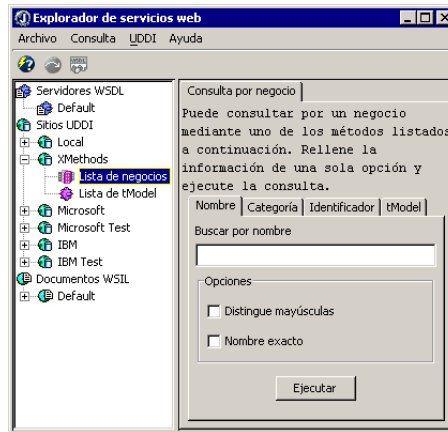 Explorador de servicios web
Archivo Consulta UDDI Ayuda
Servidores WSDL
Default
Sitios UDDI
Local
XMethods
Lista de negocios
Lista de tModel
Microsoft
Microsoft Test
IBM
IBM Test
Documentos WSIL
Default
Consulta por negocio
Puede consultar por un negocio
mediante uno de los métodos listados
a continuación. Rellene la
información de una sola opción y
ejecute la consulta.
Nombre Categoría Identificador tModel
Buscar por nombre
Opciones
Distingue mayúsculas
Nombre exacto
Ejecutar